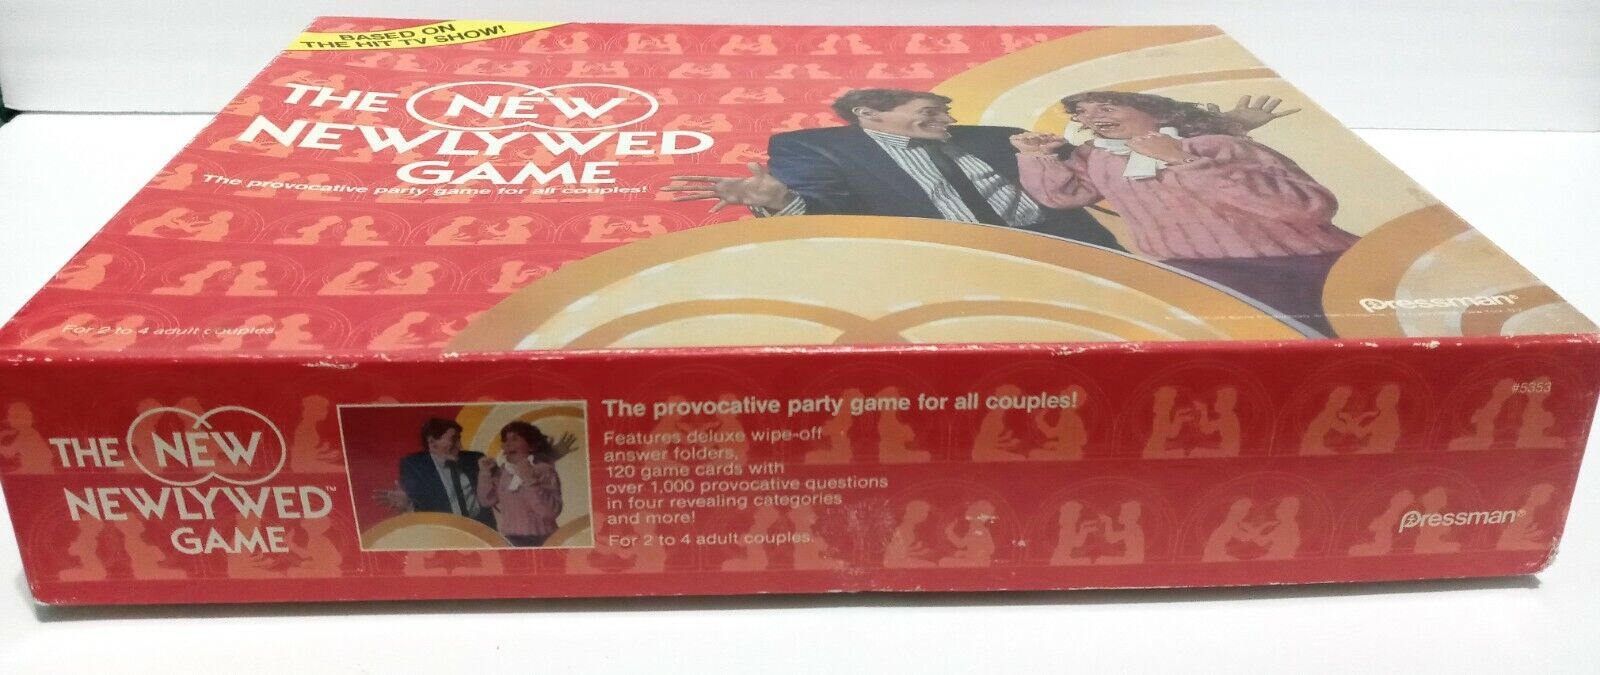 BASED ON
THE HIT TV SHOW!
THE NEW
NEWLYWED
GAME
The provocative party game for all couples!
For 2 to 4 adult couples
pressman®
THE NEW
NEWLYWED™
GAME
The provocative party game for all couples!
Features deluxe wipe-off
answer folders,
120 game cards with
over 1,000 provocative questions
in four revealing categories
and more!
For 2 to 4 adult couples.
#5353
pressman®